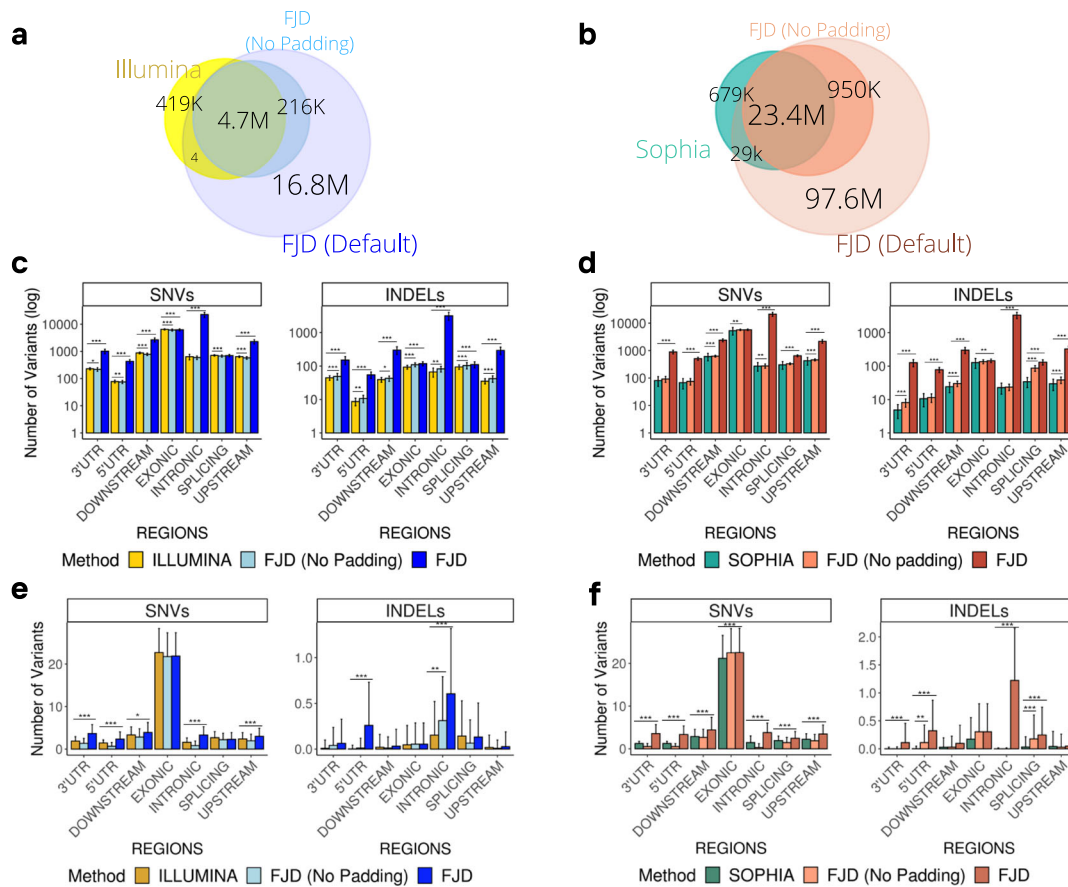 a
FJD
(No Padding)
Illumina
419K
216K
4.7M
4
16.8M
FJD (Default)
b
FJD (No Padding)
679K
950K
23.4M
Sophia
29k
97.6M
FJD (Default)
c
SNVs
INDELs
Number of Variants (log)
10000
1000
100
10
1
10000
1000
100
10
1
* *** *** *** *** *** *** *** *** *** ***
*** *** ** *** * *** *** ** *** *** *** ***
3'UTR
5'UTR
DOWNSTREAM
EXONIC
INTRONIC
SPLICING
UPSTREAM
3'UTR
5'UTR
DOWNSTREAM
EXONIC
INTRONIC
SPLICING
UPSTREAM
REGIONS
REGIONS
Method ILLUMINA FJD (No Padding) FJD
d
SNVs
INDELs
Number of Variants (log)
10000
1000
100
10
1
1000
100
10
1
3'UTR
5'UTR
DOWNSTREAM
EXONIC
INTRONIC
SPLICING
UPSTREAM
3'UTR
5'UTR
DOWNSTREAM
EXONIC
INTRONIC
SPLICING
UPSTREAM
REGIONS
REGIONS
Method SOPHIA FJD (No padding) FJD
e
SNVs
INDELs
Number of Variants
20
10
0
1.0
0.5
0.0
*** *** * *** ***
*** ** ***
3'UTR
5'UTR
DOWNSTREAM
EXONIC
INTRONIC
SPLICING
UPSTREAM
3'UTR
5'UTR
DOWNSTREAM
EXONIC
INTRONIC
SPLICING
UPSTREAM
REGIONS
REGIONS
Method ILLUMINA FJD (No Padding) FJD
f
SNVs
INDELs
Number of Variants
20
10
0
2.0
1.5
1.0
0.5
0.0
*** *** *** *** *** *** ***
*** ** *** *** *** ***
3'UTR
5'UTR
DOWNSTREAM
EXONIC
INTRONIC
SPLICING
UPSTREAM
3'UTR
5'UTR
DOWNSTREAM
EXONIC
INTRONIC
SPLICING
UPSTREAM
REGIONS
REGIONS
Method SOPHIA FJD (No Padding) FJD